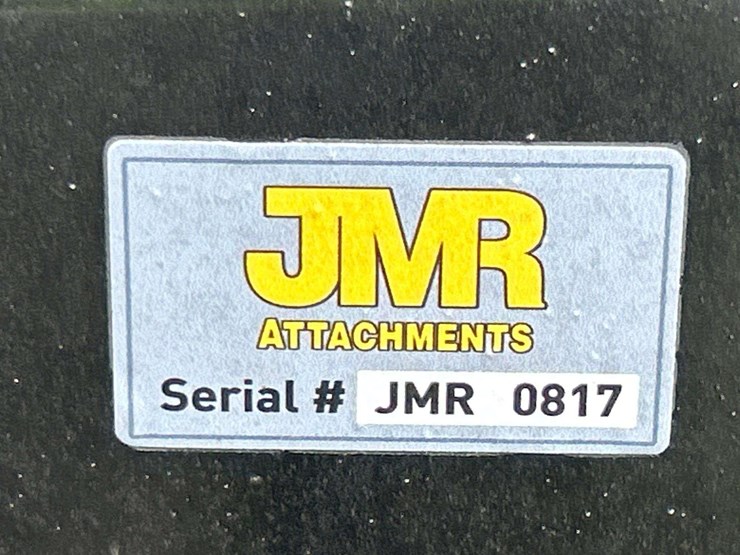 JMR
ATTACHMENTS
Serial # JMR 0817